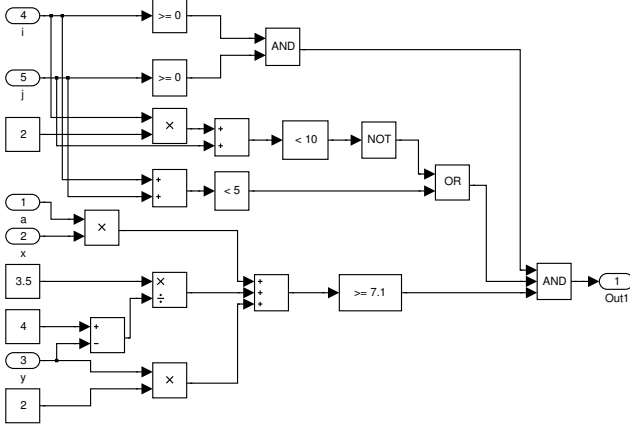 4
i
>= 0
AND
5
j
>= 0
2
×
+
+
< 10
NOT
+
+
< 5
OR
1
a
2
x
×
3.5
×
÷
+
+
+
>= 7.1
AND
1
Out1
4
+
−
3
y
2
×